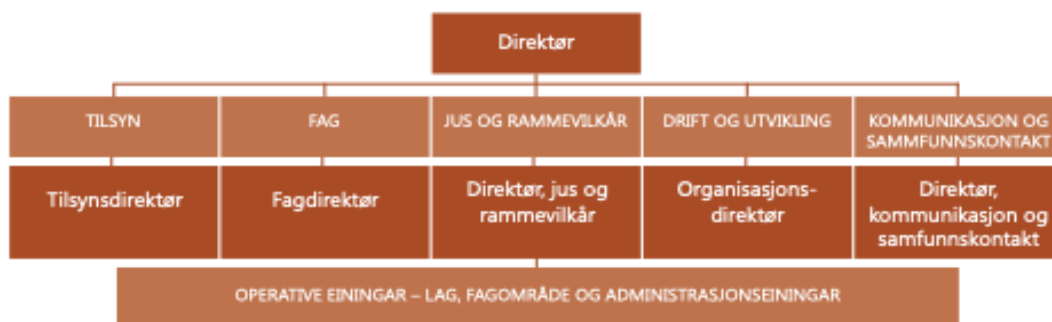 Direktør
TILSYN
FAG
JUS OG RAMMEVILKÅR
DRIFT OG UTVIKLING
KOMMUNIKASJON OG
SAMMFUNNSKONTAKT
Tilsynsdirektør
Fagdirektør
Direktør, jus og
rammevilkår
Organisasjons-
direktør
Direktør,
kommunikasjon og
samfunnskontakt
OPERATIVE EININGAR – LAG, FAGOMRÅDE OG ADMINISTRASJONSEININGAR